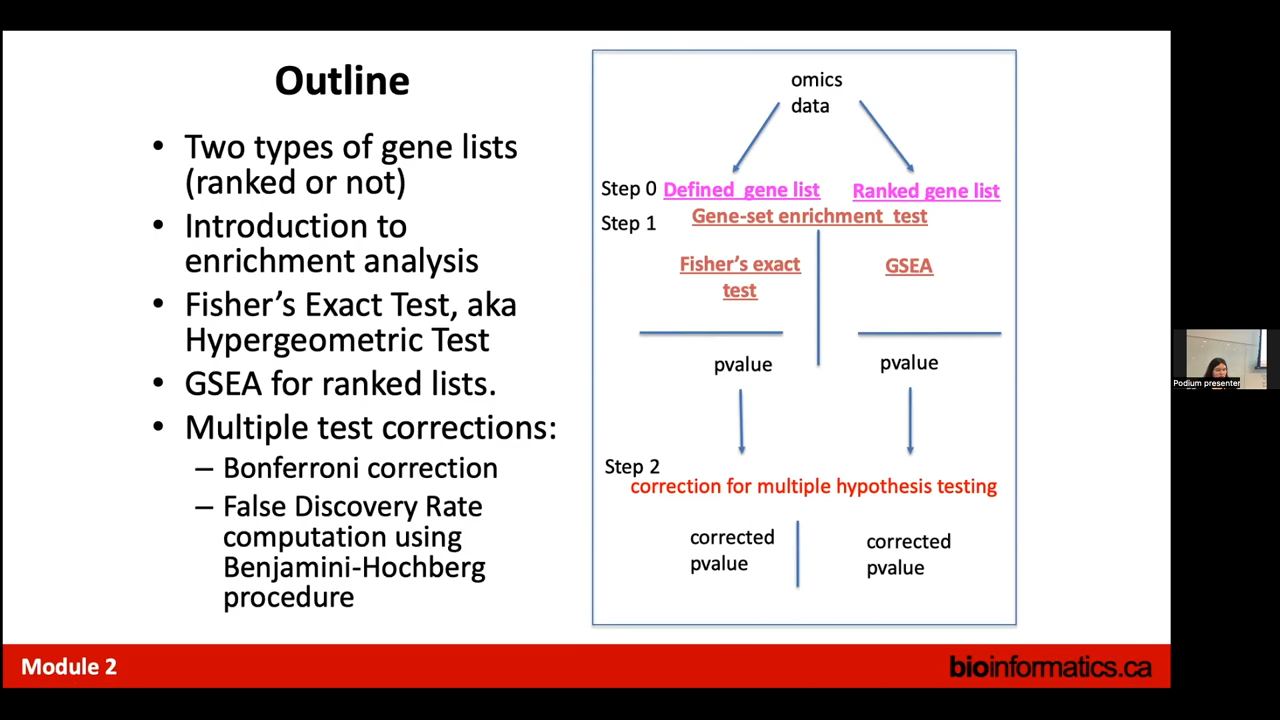 Outline
• Two types of gene lists
(ranked or not)
• Introduction to
enrichment analysis
• Fisher’s Exact Test, aka
Hypergeometric Test
• GSEA for ranked lists.
• Multiple test corrections:
– Bonferroni correction
– False Discovery Rate
computation using
Benjamini-Hochberg
procedure
omics
data
Step 0 Defined gene list Ranked gene list
Step 1 Gene-set enrichment test
Fisher’s exact
test
GSEA
pvalue
pvalue
Step 2
correction for multiple hypothesis testing
corrected
pvalue
corrected
pvalue
Module 2
bioinformatics.ca
Podium presenter